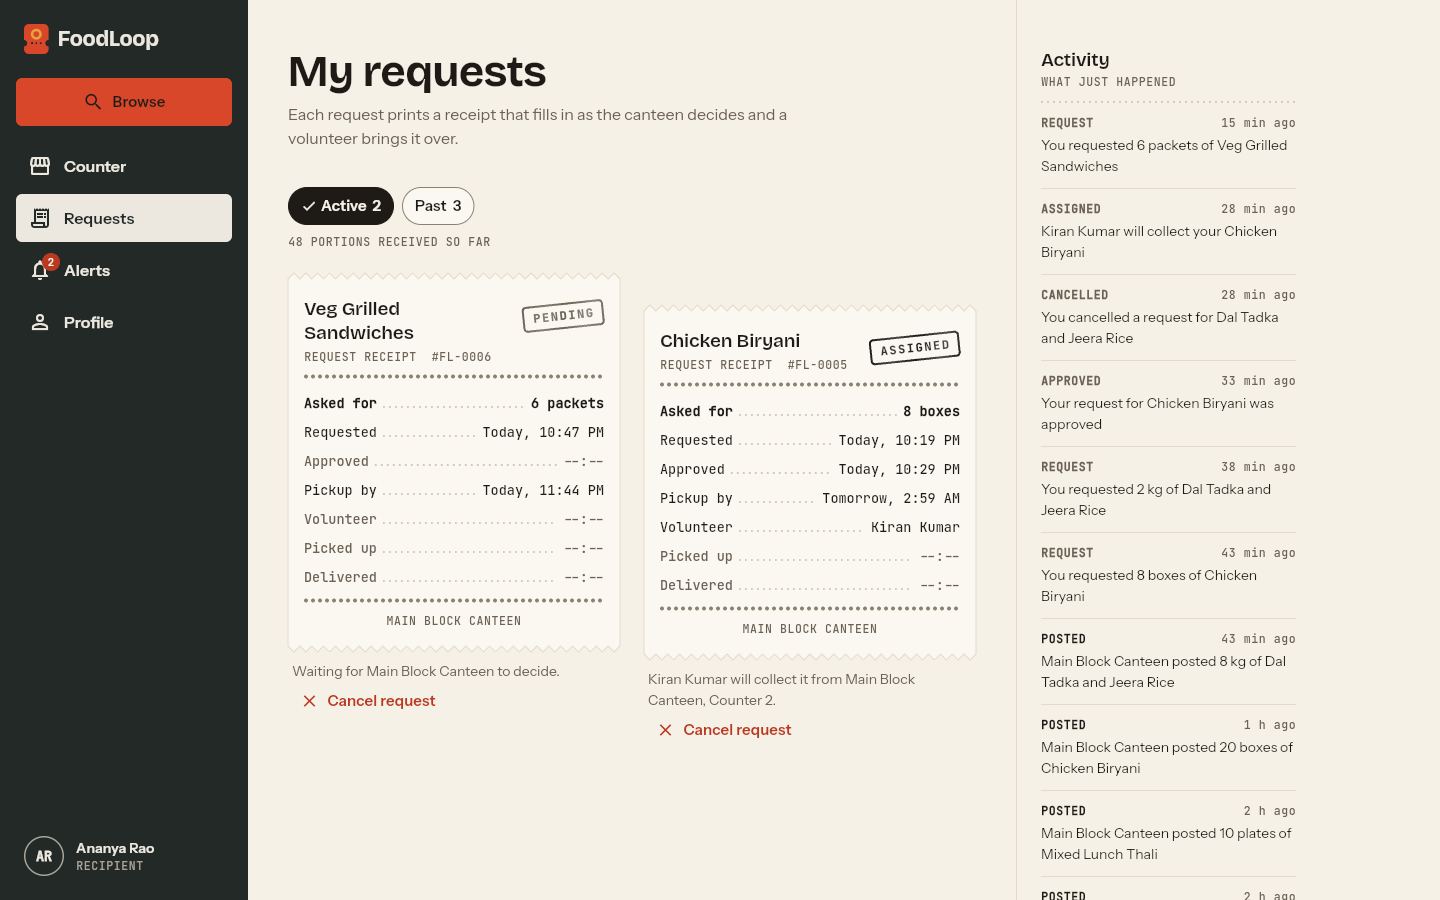 FoodLoop
Browse
Counter
Requests
2
Alerts
Profile
AR
Ananya Rao
RECIPIENT
My requests
Each request prints a receipt that fills in as the canteen decides and a
volunteer brings it over.
Active 2
Past 3
48 PORTIONS RECEIVED SO FAR
Veg Grilled
Sandwiches
PENDING
REQUEST RECEIPT #FL-0006
Asked for 6 packets
Requested Today, 10:47 PM
Approved --:--
Pickup by Today, 11:44 PM
Volunteer --:--
Picked up --:--
Delivered --:--
MAIN BLOCK CANTEEN
Waiting for Main Block Canteen to decide.
Cancel request
Chicken Biryani
ASSIGNED
REQUEST RECEIPT #FL-0005
Asked for 8 boxes
Requested Today, 10:19 PM
Approved Today, 10:29 PM
Pickup by Tomorrow, 2:59 AM
Volunteer Kiran Kumar
Picked up --:--
Delivered --:--
MAIN BLOCK CANTEEN
Kiran Kumar will collect it from Main Block
Canteen, Counter 2.
Cancel request
Activity
WHAT JUST HAPPENED
REQUEST 15 min ago
You requested 6 packets of Veg Grilled
Sandwiches
ASSIGNED 28 min ago
Kiran Kumar will collect your Chicken
Biryani
CANCELLED 28 min ago
You cancelled a request for Dal Tadka
and Jeera Rice
APPROVED 33 min ago
Your request for Chicken Biryani was
approved
REQUEST 38 min ago
You requested 2 kg of Dal Tadka and
Jeera Rice
REQUEST 43 min ago
You requested 8 boxes of Chicken
Biryani
POSTED 43 min ago
Main Block Canteen posted 8 kg of Dal
Tadka and Jeera Rice
POSTED 1 h ago
Main Block Canteen posted 20 boxes of
Chicken Biryani
POSTED 2 h ago
Main Block Canteen posted 10 plates of
Mixed Lunch Thali
POSTED 2 h ago